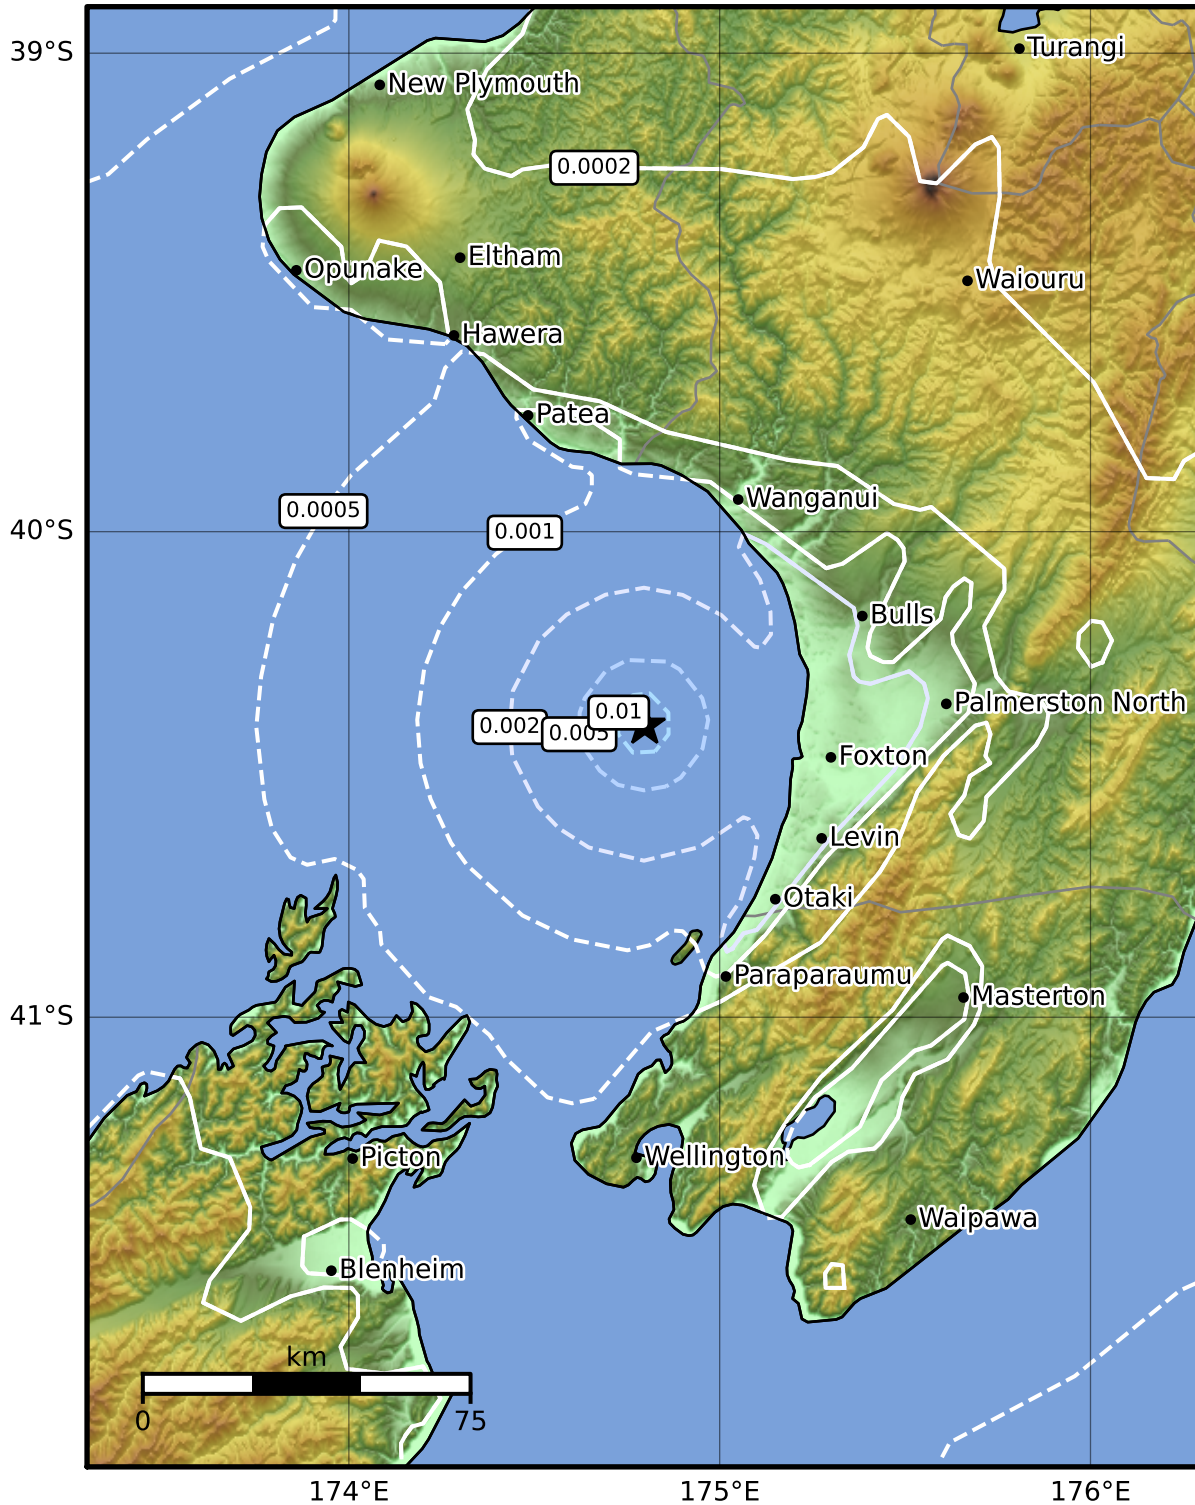 39°S
Turangi
New Plymouth
0.0002
Eltham
Opunake
Waiouru
Hawera
Patea
Wanganui
0.0005
40°S
0.001
Bulls
Palmerston North
0.01
0.002
0.005
Foxton
Levin
Otaki
Paraparaumu
Masterton
41°S
Picton
Wellington
Waipawa
Blenheim
km
0
75
174°E
175°E
176°E